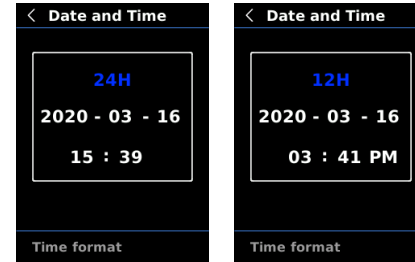 < Date and Time
24H
2020 - 03 - 16
15 : 39
Time format
< Date and Time
12H
2020 - 03 - 16
03 : 41 PM
Time format